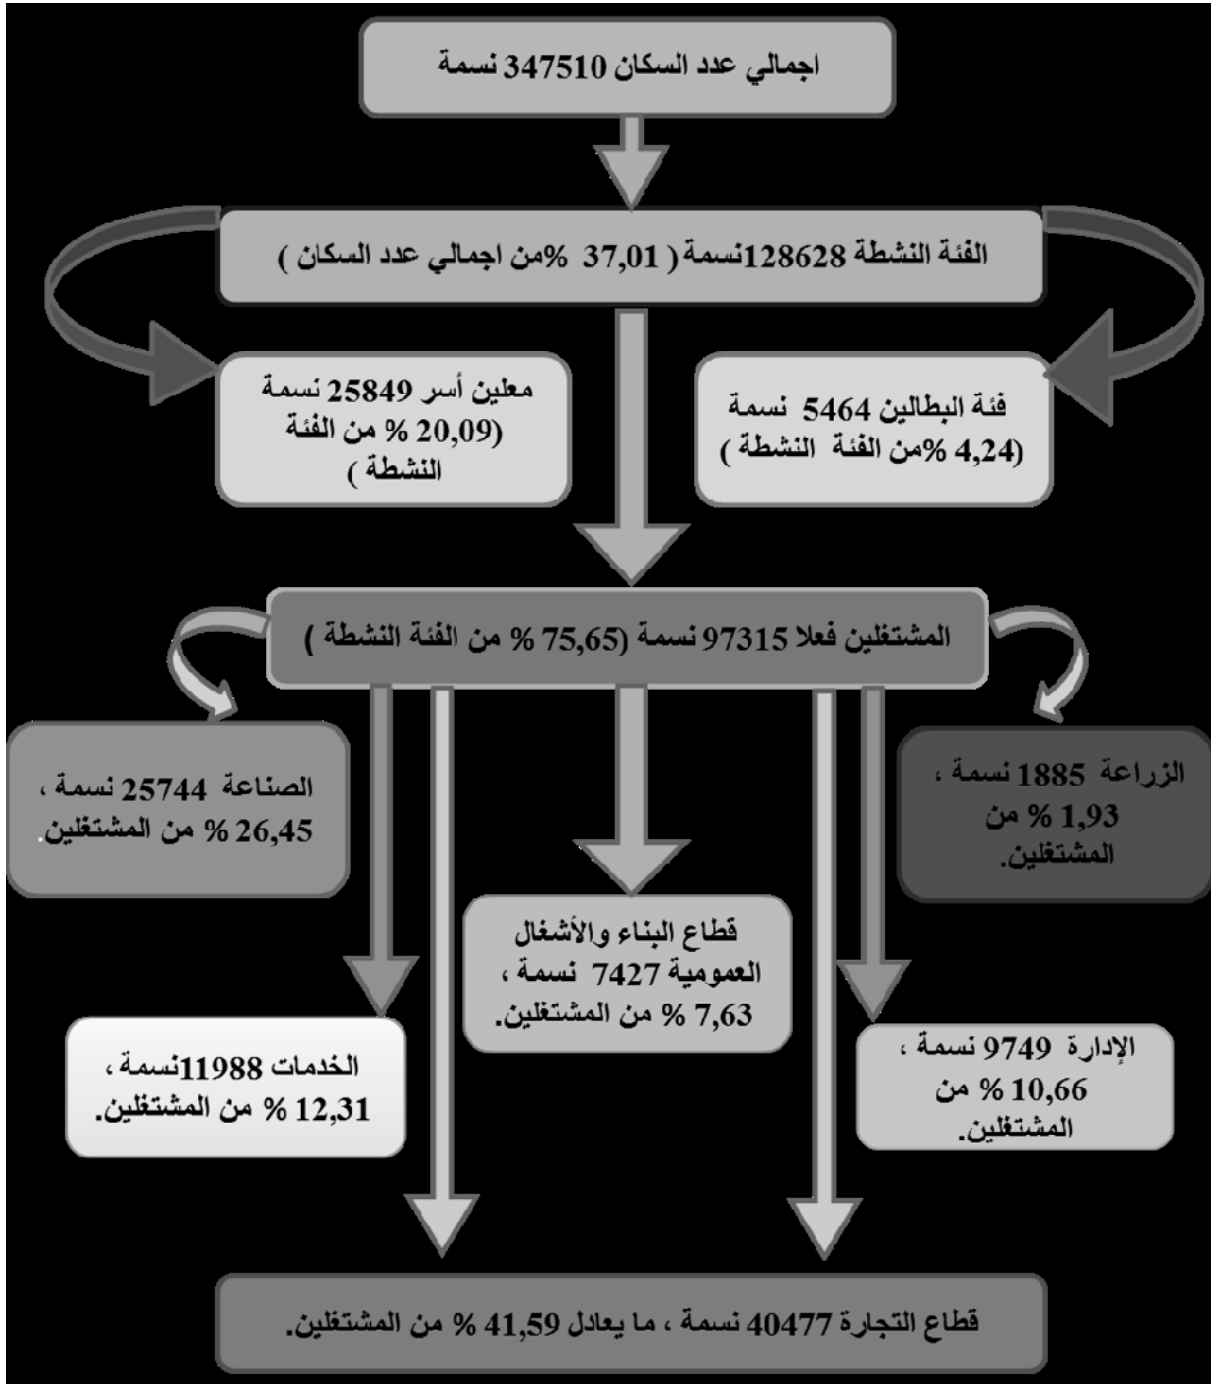 اجمالي عدد السكان 347510 نسمة
الفئة النشطة 128628نسمة ( 37,01 %من اجمالي عدد السكان )
فئة البطالين 5464 نسمة
(4,24 %من الفئة النشطة )
معلين أسر 25849 نسمة
(20,09 % من الفئة
النشطة )
المشتغلين فعلا 97315 نسمة (75,65 % من الفئة النشطة )
الزراعة 1885 نسمة ،
1,93 % من
المشتغلين.
الصناعة 25744 نسمة ،
26,45 % من المشتغلين.
قطاع البناء والأشغال
العمومية 7427 نسمة ،
7,63 % من المشتغلين.
الإدارة 9749 نسمة ،
10,66 % من
المشتغلين.
الخدمات 11988نسمة ،
12,31 % من المشتغلين.
قطاع التجارة 40477 نسمة ، ما يعادل 41,59 % من المشتغلين.